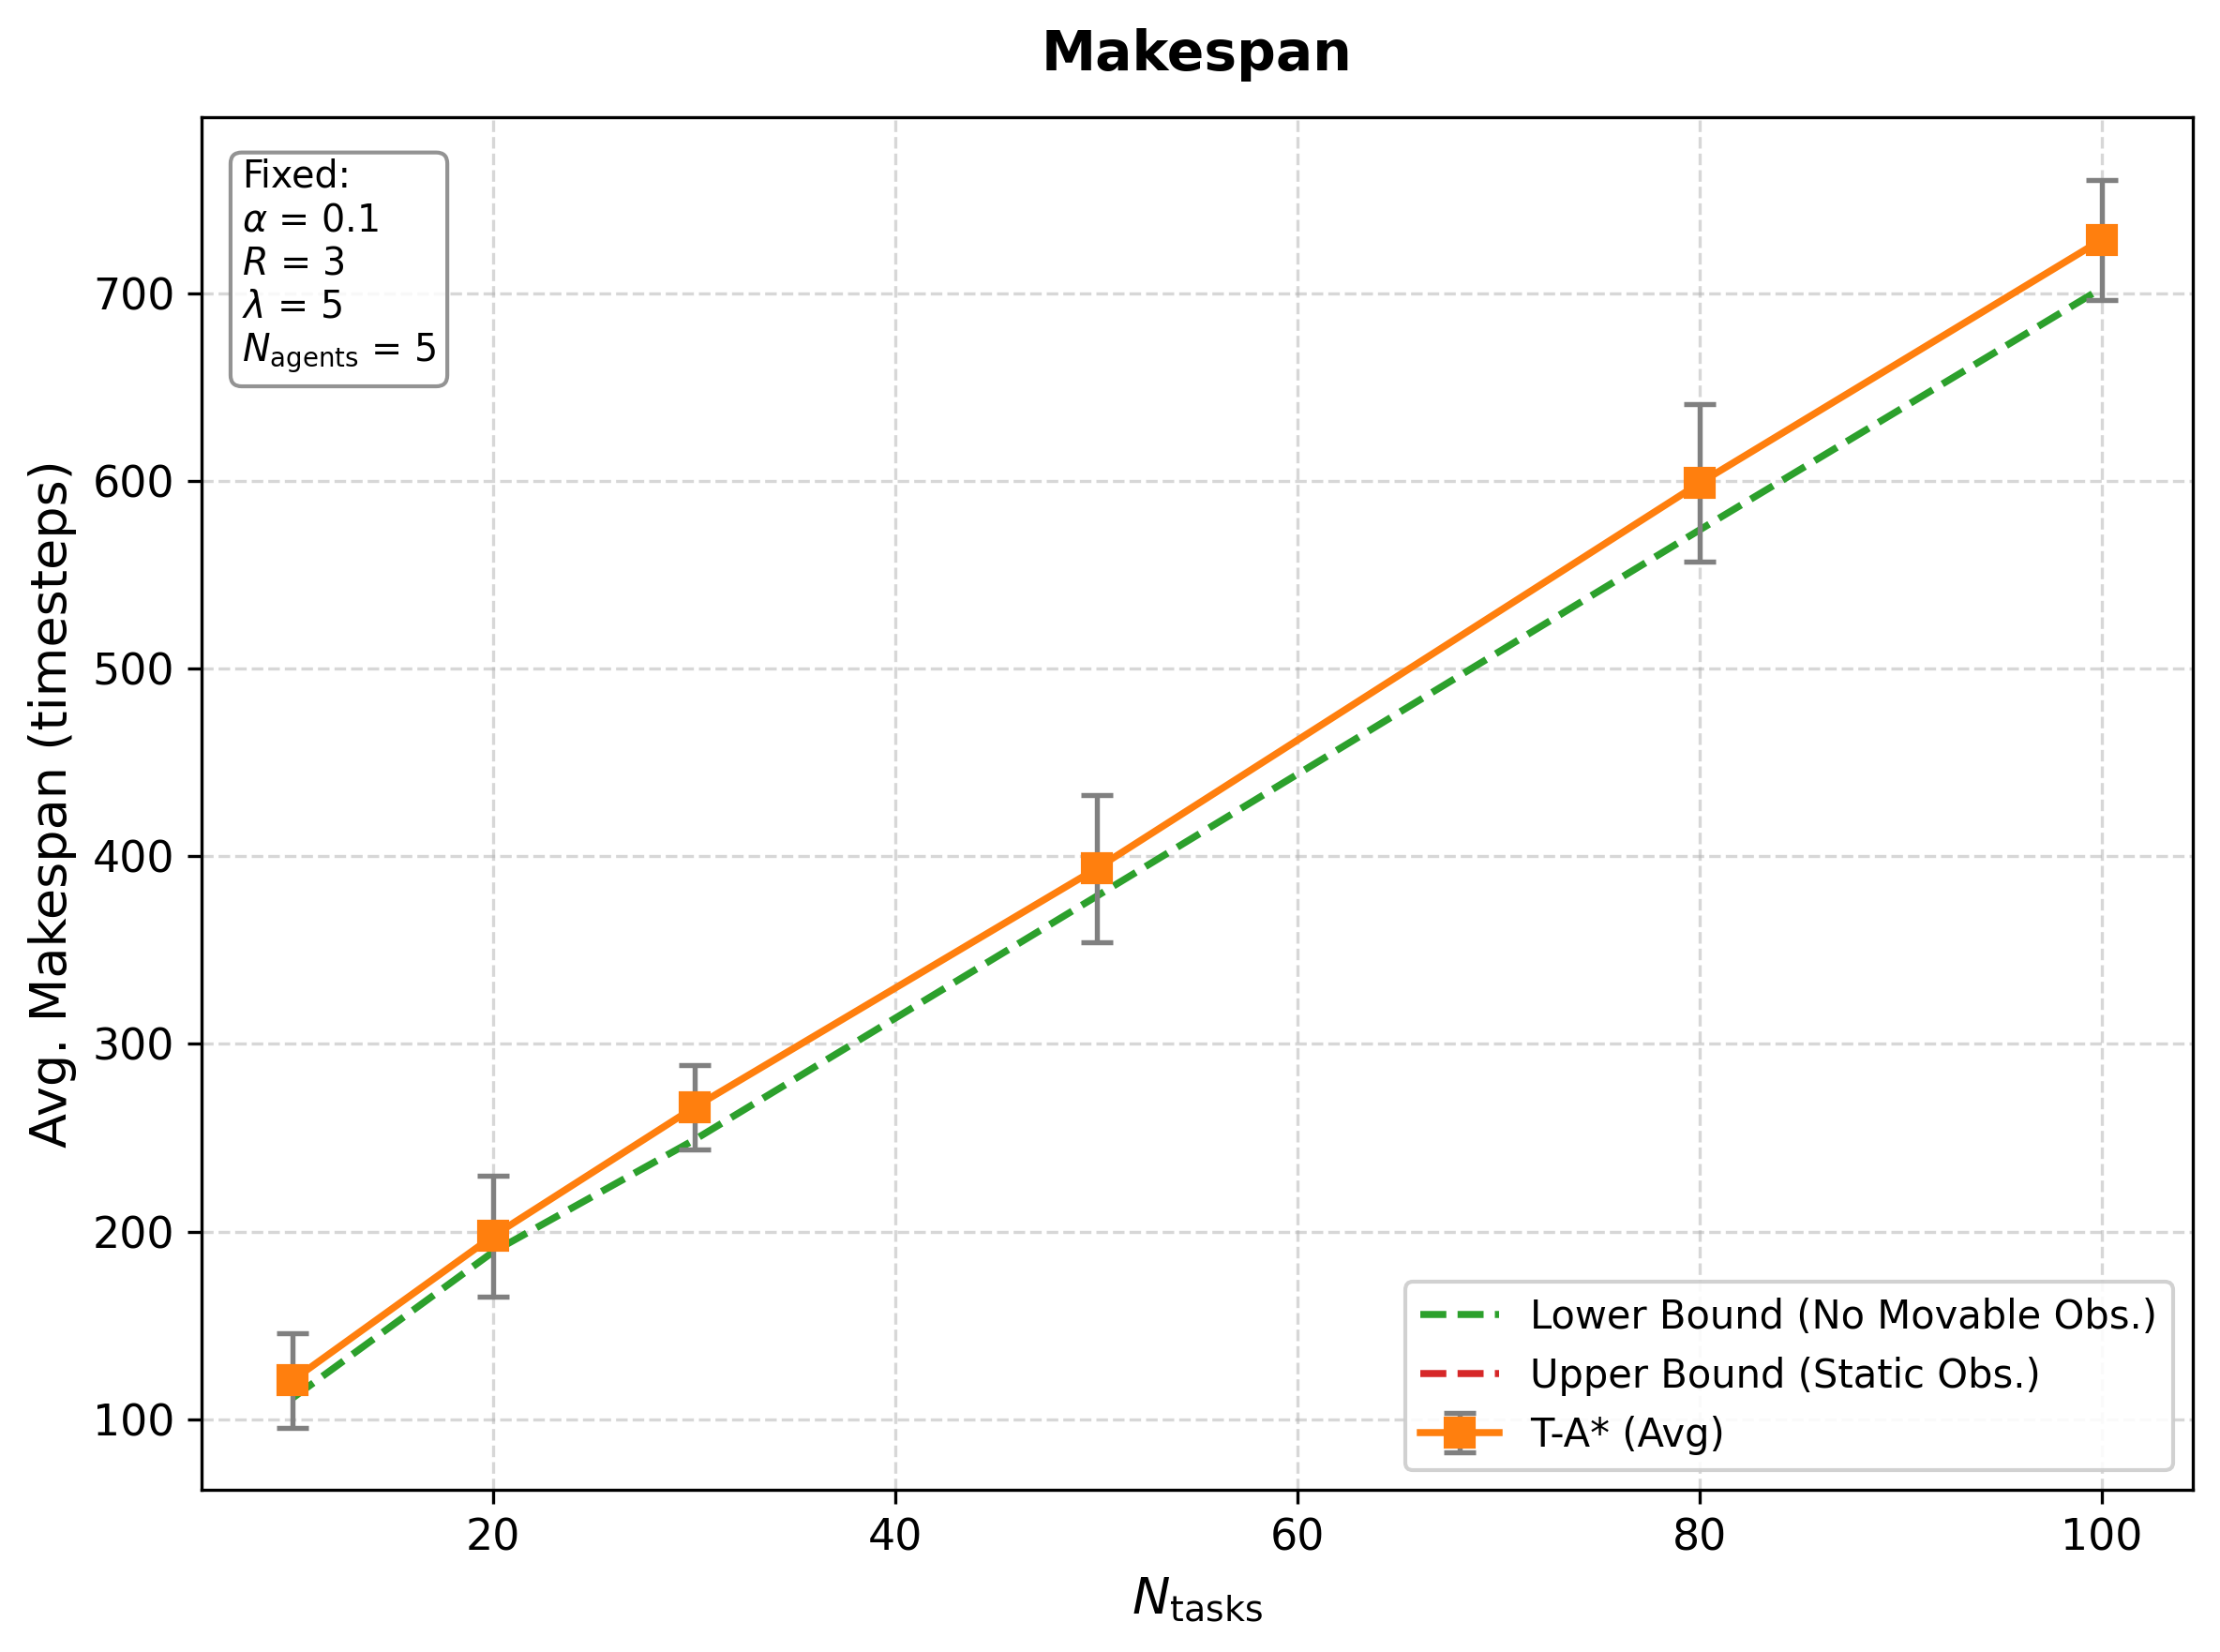 Makespan
Fixed:
α = 0.1
R = 3
λ = 5
N_agents = 5
Avg. Makespan (timesteps)
700
600
500
400
300
200
100
Lower Bound (No Movable Obs.)
Upper Bound (Static Obs.)
T-A* (Avg)
20 40 60 80 100
N_tasks